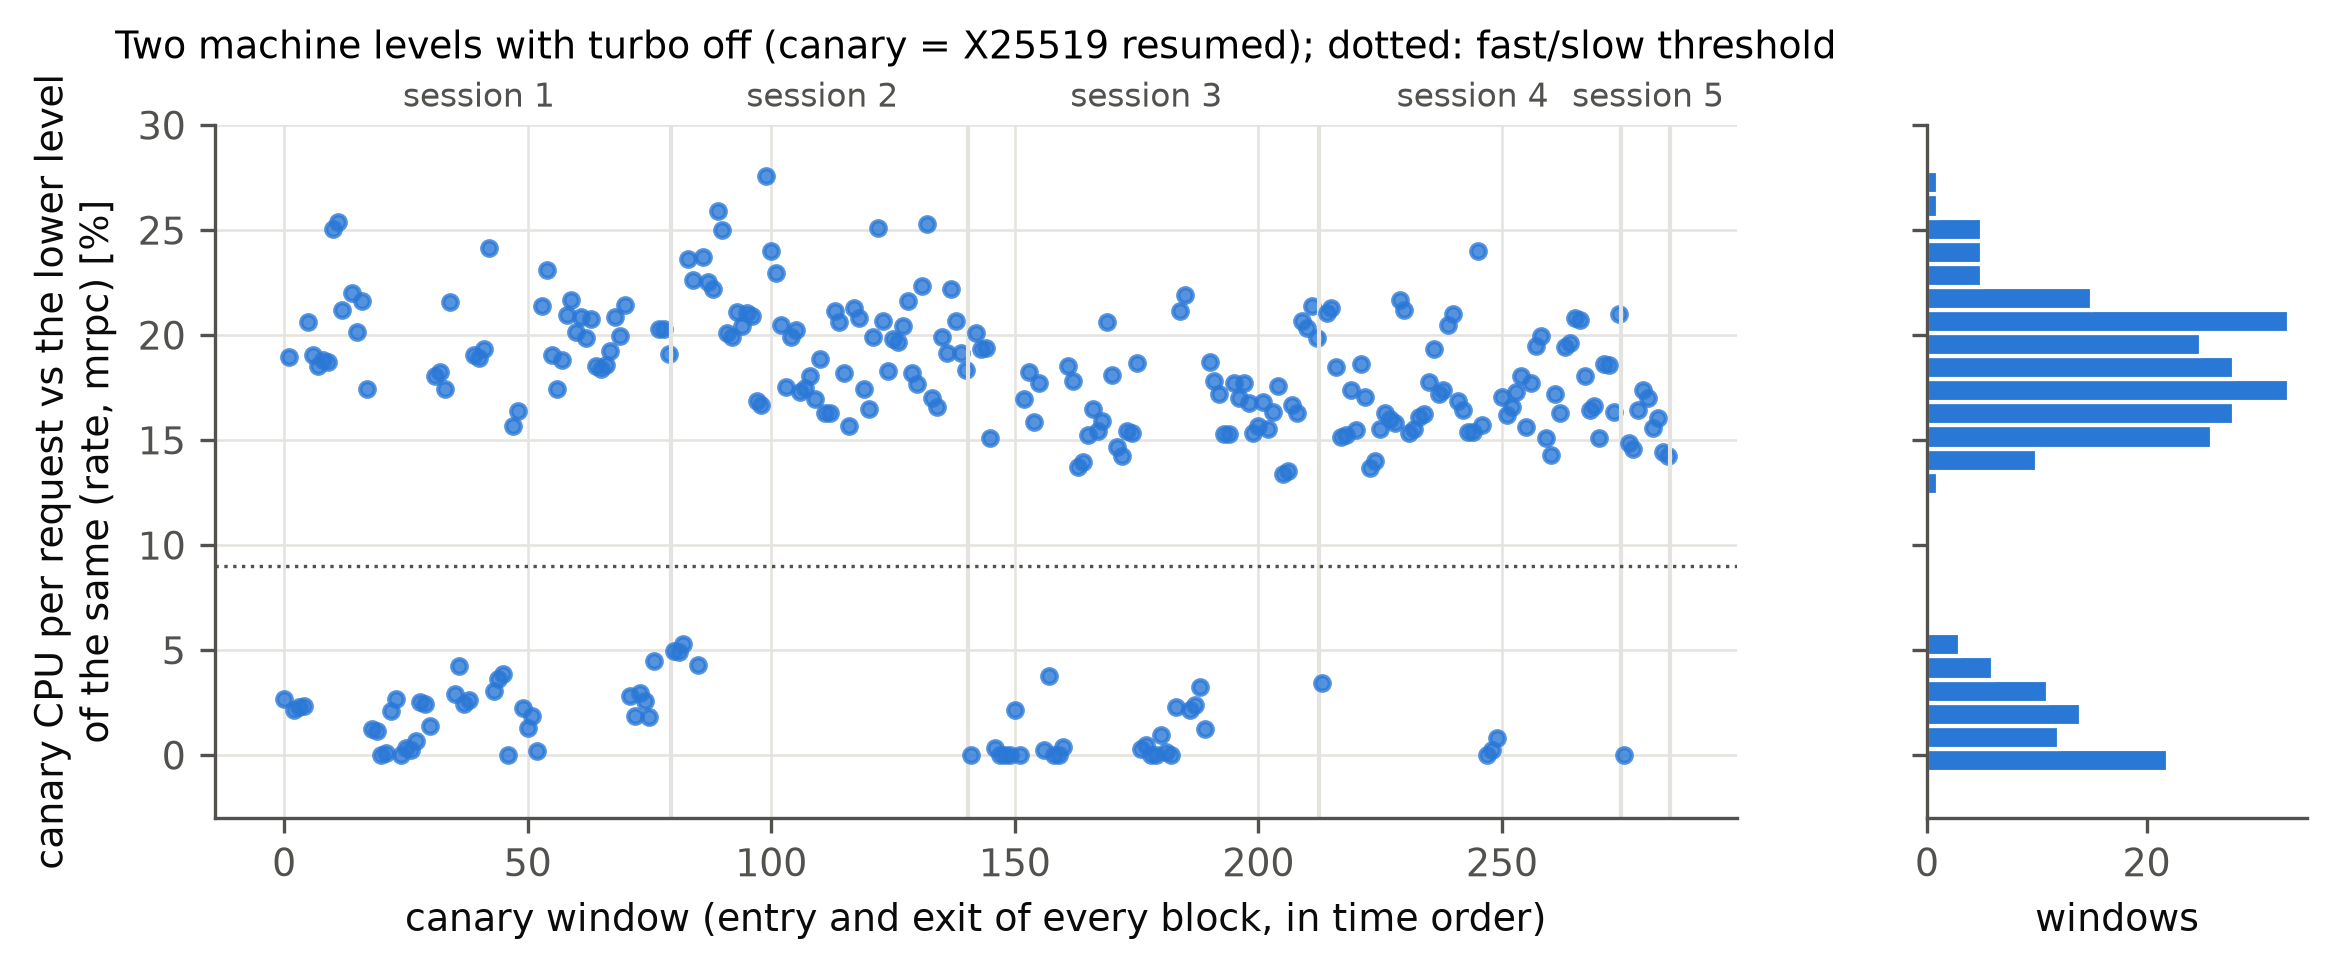 Two machine levels with turbo off (canary = X25519 resumed); dotted: fast/slow threshold
session 1
session 2
session 3
session 4
session 5
canary CPU per request vs the lower level
of the same (rate, mrpc) [%]
30
25
20
15
10
5
0
0
50
100
150
200
250
canary window (entry and exit of every block, in time order)
0
20
windows